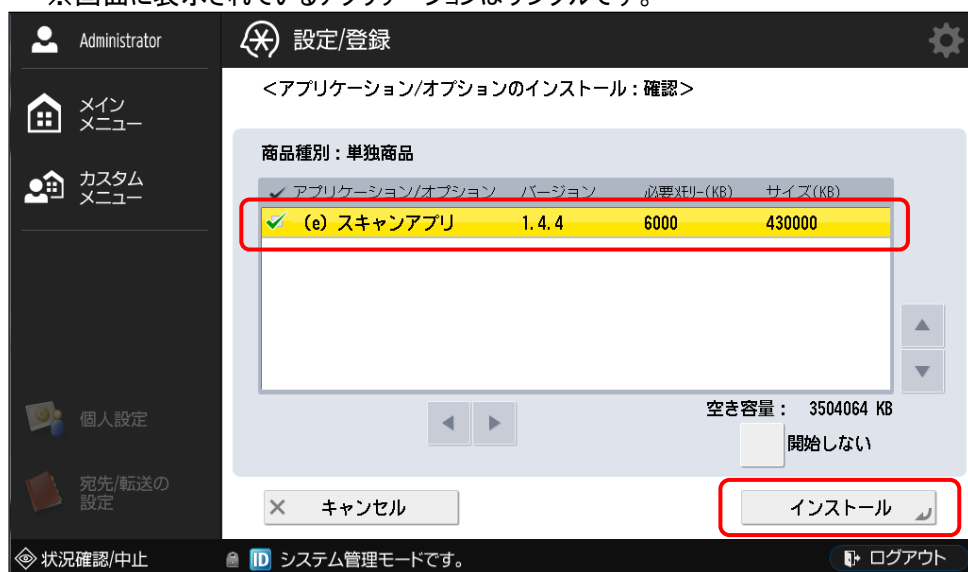 ※画面に表示されているアプリケーションはサンプルです。
Administrator
設定/登録
メイン
メニュー
カスタム
メニュー
個人設定
宛先/転送の
設定
<アプリケーション/オプションのインストール:確認>
商品種別:単独商品
アプリケーション/オプション バージョン 必要メモリー(KB) サイズ(KB)
(e) スキャンアプリ 1.4.4 6000 430000
空き容量: 3504064 KB
開始しない
キャンセル
インストール
状況確認/中止
ID システム管理モードです。
ログアウト